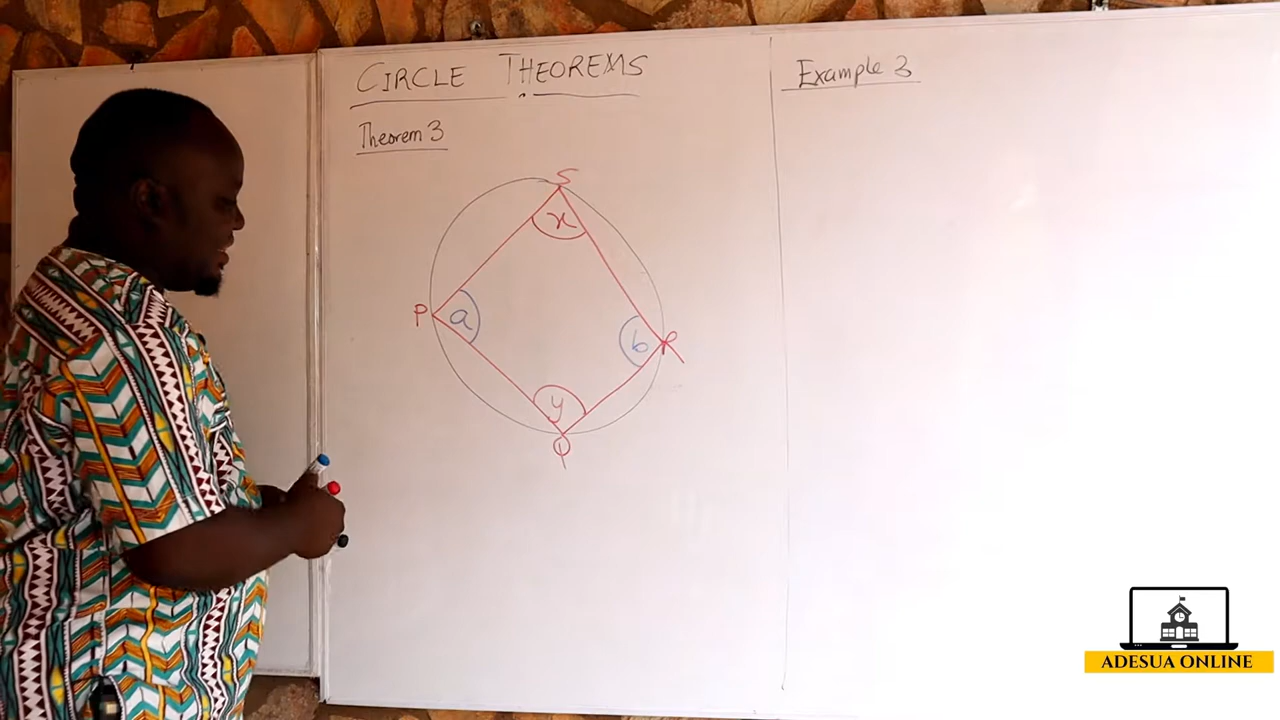 CIRCLE THEOREMS
Theorem 3
S
x
P
a
b
R
y
Q
Example 3
ADESUA ONLINE